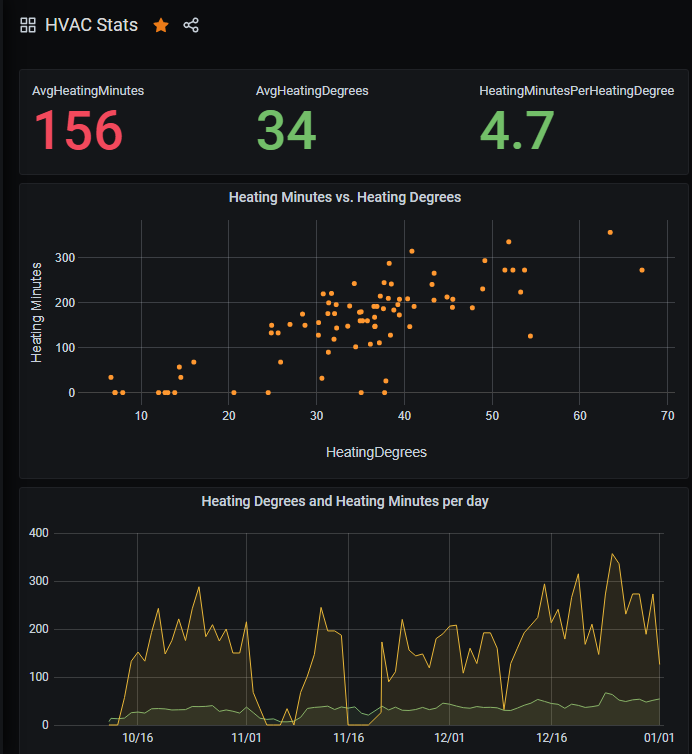 HVAC Stats
AvgHeatingMinutes AvgHeatingDegrees HeatingMinutesPerHeatingDegree
156 34 4.7
Heating Minutes vs. Heating Degrees
Heating Minutes
300
200
100
0
10 20 30 40 50 60 70
HeatingDegrees
Heating Degrees and Heating Minutes per day
400
300
200
100
0
10/16 11/01 11/16 12/01 12/16 01/01